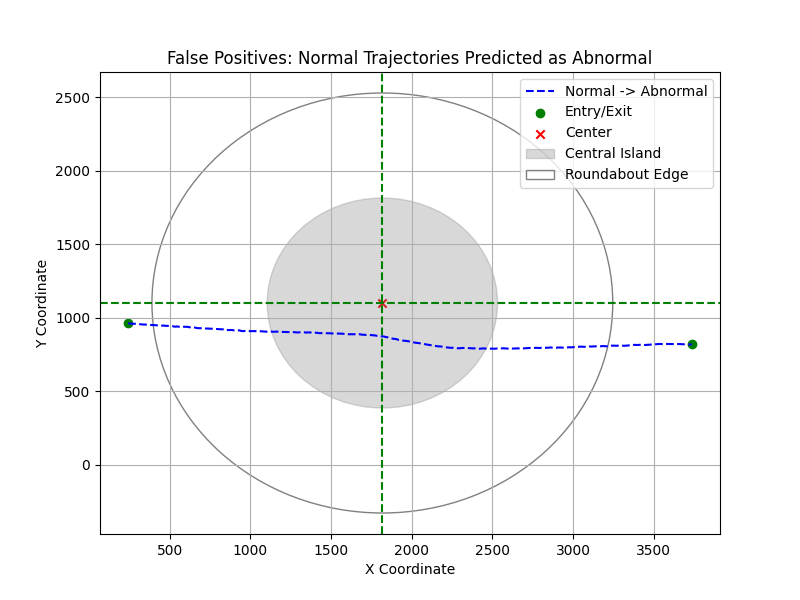 False Positives: Normal Trajectories Predicted as Abnormal
Normal -> Abnormal
Entry/Exit
Center
Central Island
Roundabout Edge
Y Coordinate
2500
2000
1500
1000
500
0
500 1000 1500 2000 2500 3000 3500
X Coordinate